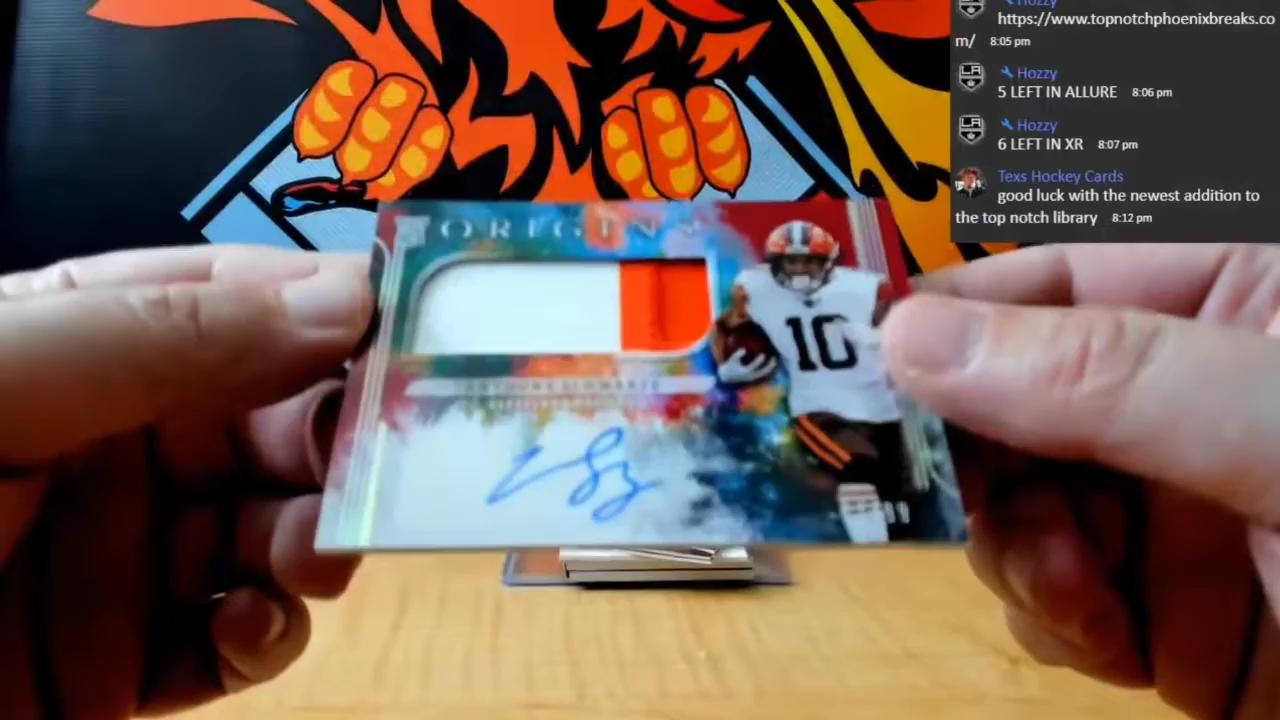 Hozzy
https://www.topnotchphoenixbreaks.co
m/ 8:05 pm
Hozzy
5 LEFT IN ALLURE 8:06 pm
Hozzy
6 LEFT IN XR 8:07 pm
Texs Hockey Cards
good luck with the newest addition to
the top notch library 8:12 pm
ORIGINS
10